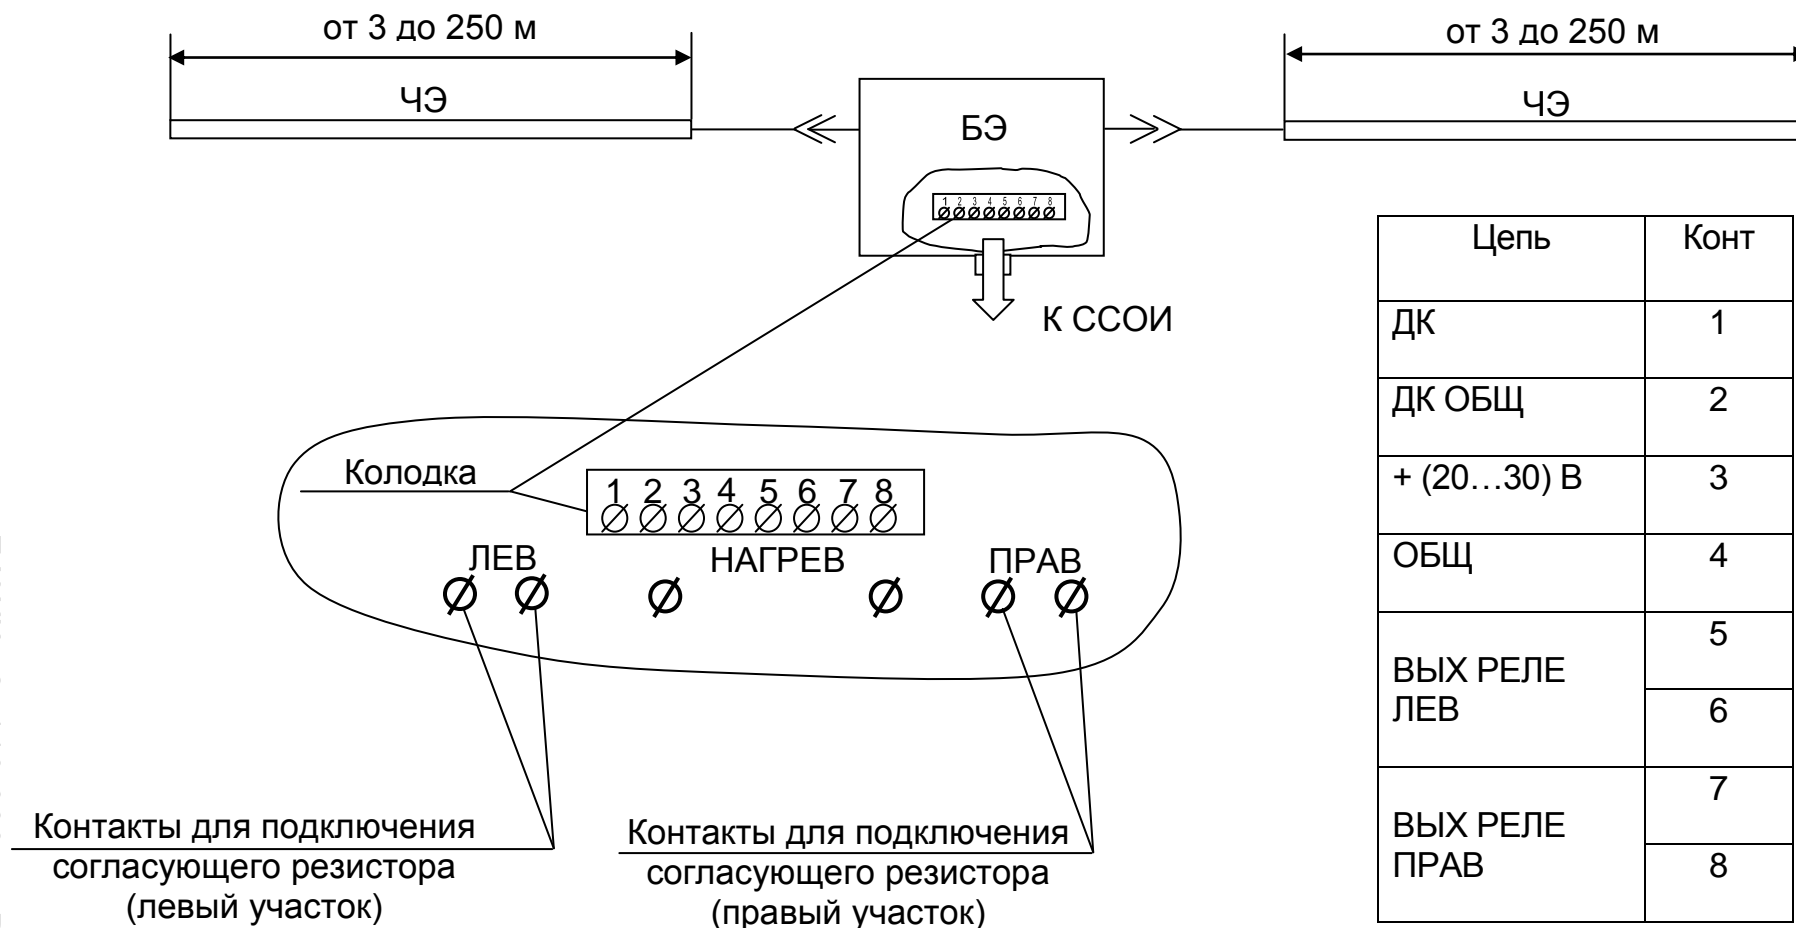 от 3 до 250 м
от 3 до 250 м
ЧЭ
БЭ
ЧЭ
1 2 3 4 5 6 7 8
К ССОИ
Колодка
1 2 3 4 5 6 7 8
ЛЕВ
НАГРЕВ
ПРАВ
Контакты для подключения
согласующего резистора
(левый участок)
Контакты для подключения
согласующего резистора
(правый участок)
Цепь Конт
ДК 1
ДК ОБЩ 2
+ (20…30) В 3
ОБЩ 4
ВЫХ РЕЛЕ
ЛЕВ
5
6
ВЫХ РЕЛЕ
ПРАВ
7
8